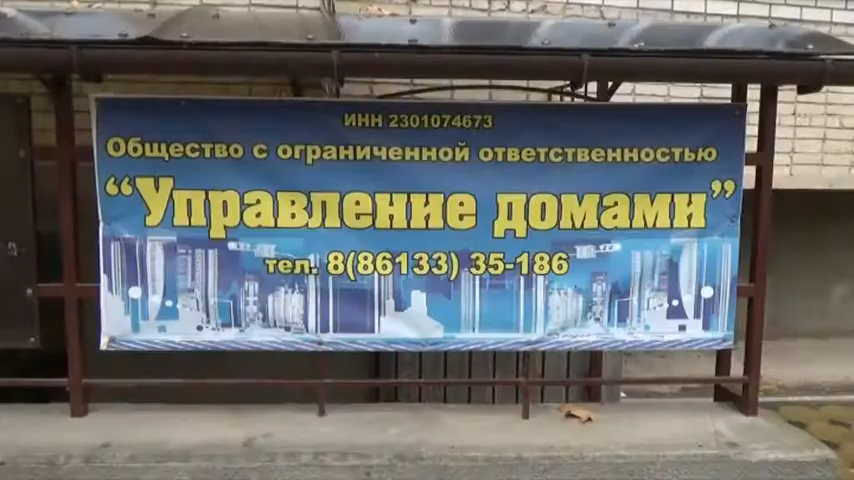 ИНН 2301074673
Общество с ограниченной ответственностью
“Управление домами”
тел. 8(86133) 35-186